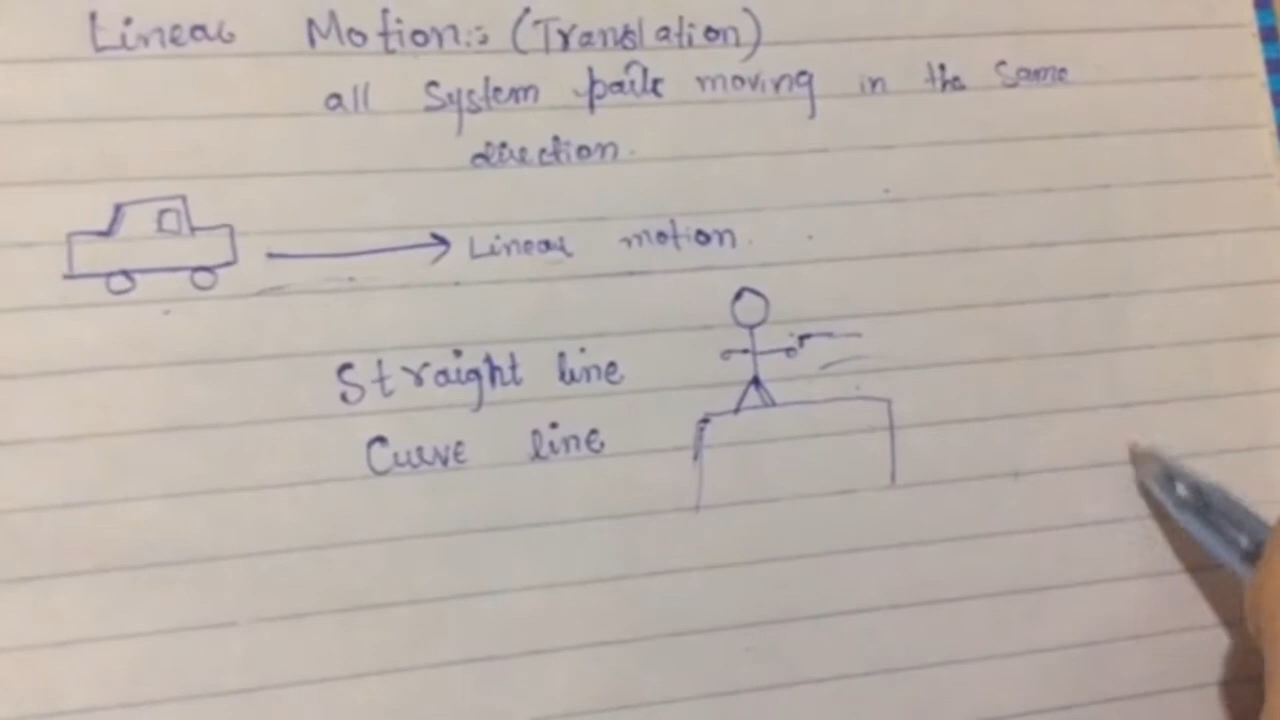 Linear Motion:: (Translation)
all System parts moving in the Same
direction.
Linear motion.
Straight line
Curve line